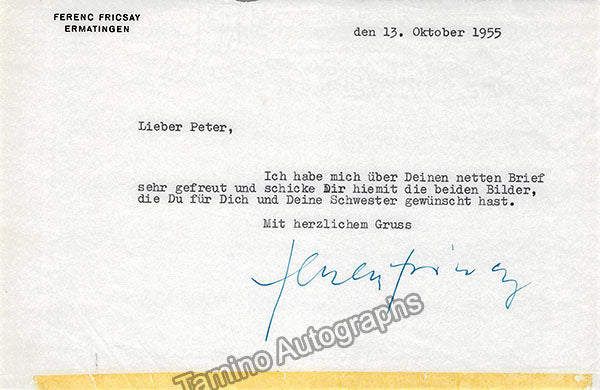 FERENC FRICSAY
ERMATINGEN
den 13. Oktober 1955
Lieber Peter,
Ich habe mich über Deinen netten Brief
sehr gefreut und schicke Dir hiemit die beiden Bilder,
die Du für Dich und Deine Schwester gewünscht hast.
Mit herzlichem Gruss
Ferenc Fricsay
Tamino Autographs